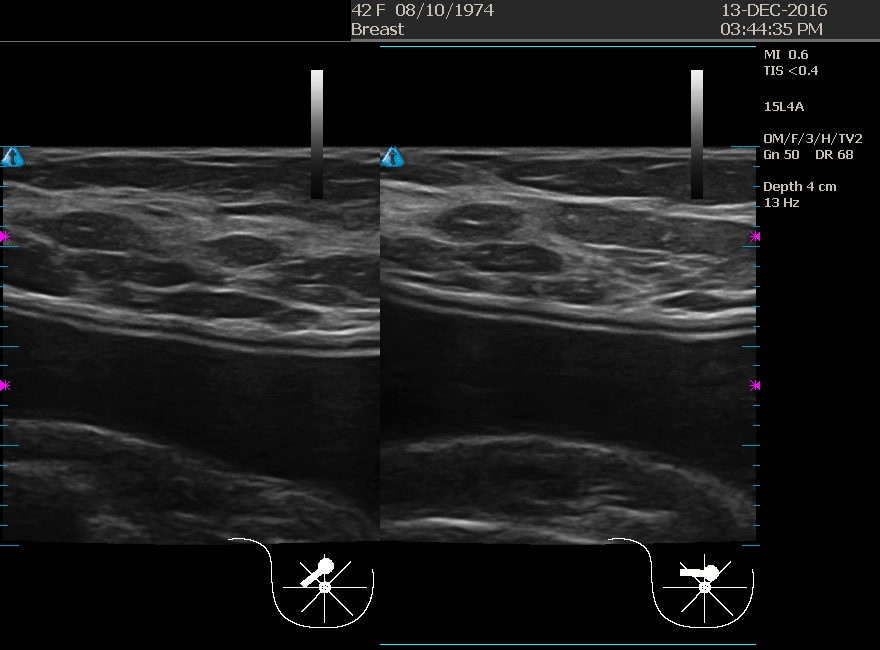 42 F 08/10/1974 13-DEC-2016
Breast 03:44:35 PM
MI 0.6
TIS <0.4
15L4A
OM/F/3/H/TV2
Gn 50 DR 68
Depth 4 cm
13 Hz